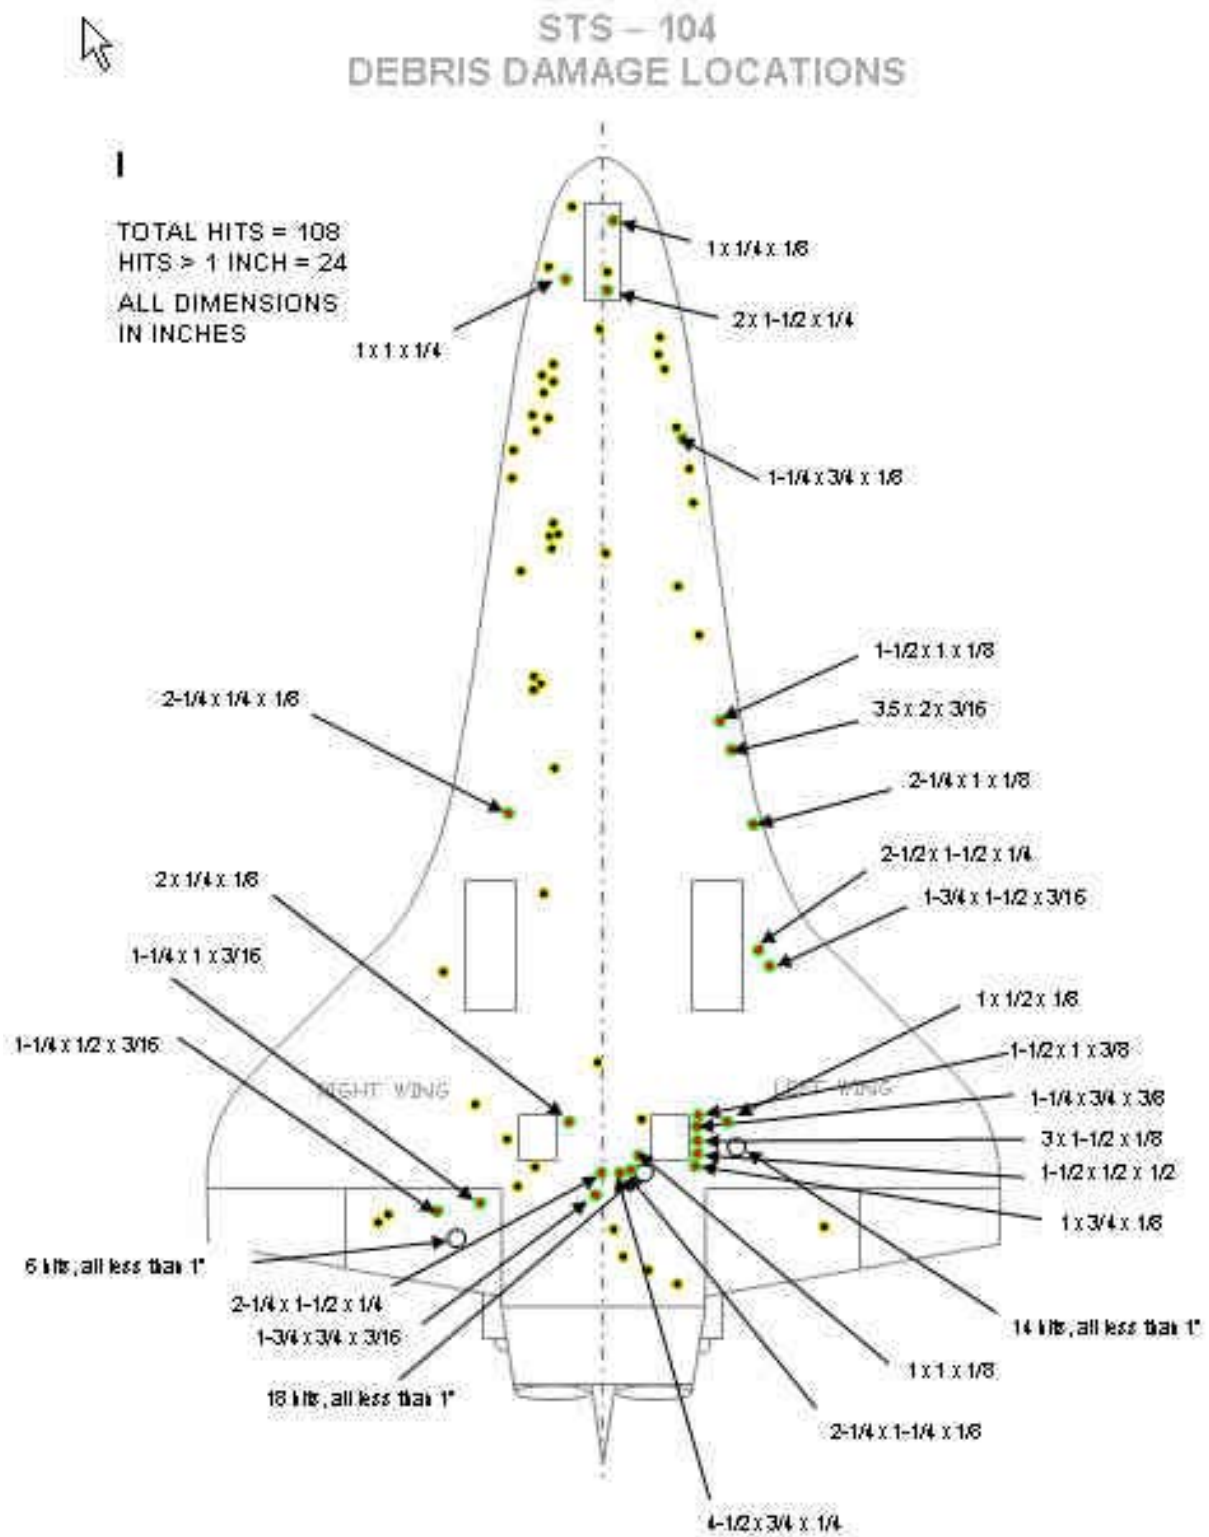 STS – 104
DEBRIS DAMAGE LOCATIONS
TOTAL HITS = 108
HITS > 1 INCH = 24
ALL DIMENSIONS
IN INCHES
1 x 1/4 x 1/8
2 x 1-1/2 x 1/4
1 x 1 x 1/4
1-1/4 x 3/4 x 1/8
1-1/2 x 1 x 1/8
2-1/4 x 1/4 x 1/8
3.5 x 2 x 3/16
2-1/4 x 1 x 1/8
2-1/2 x 1-1/2 x 1/4
2 x 1/4 x 1/8
1-3/4 x 1-1/2 x 3/16
1-1/4 x 1 x 3/16
1 x 1/2 x 1/8
1-1/4 x 1/2 x 3/16
1-1/2 x 1 x 3/8
RIGHT WING
LEFT WING
1-1/4 x 3/4 x 3/8
3 x 1-1/2 x 1/8
1-1/2 x 1/2 x 1/2
1 x 3/4 x 1/8
6 hits, all less than 1"
2-1/4 x 1-1/2 x 1/4
14 hits, all less than 1"
1-3/4 x 3/4 x 3/16
1 x 1 x 1/8
18 hits, all less than 1"
2-1/4 x 1-1/4 x 1/8
4-1/2 x 3/4 x 1/4